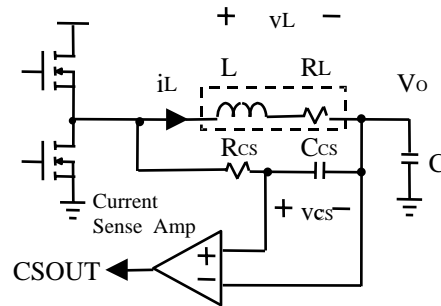 + vL −
iL L RL Vo
RCS CCS C
Current
Sense Amp
+ vcs −
CSOUT
+
−